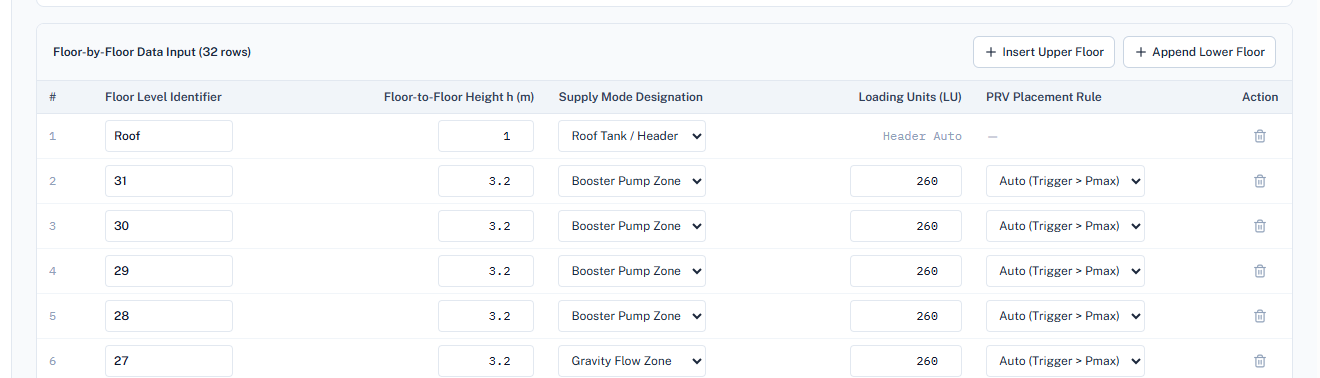 Floor-by-Floor Data Input (32 rows) + Insert Upper Floor + Append Lower Floor
# Floor Level Identifier Floor-to-Floor Height h (m) Supply Mode Designation Loading Units (LU) PRV Placement Rule Action
1 Roof 1 Roof Tank / Header Header Auto —
2 31 3.2 Booster Pump Zone 260 Auto (Trigger > Pmax)
3 30 3.2 Booster Pump Zone 260 Auto (Trigger > Pmax)
4 29 3.2 Booster Pump Zone 260 Auto (Trigger > Pmax)
5 28 3.2 Booster Pump Zone 260 Auto (Trigger > Pmax)
6 27 3.2 Gravity Flow Zone 260 Auto (Trigger > Pmax)